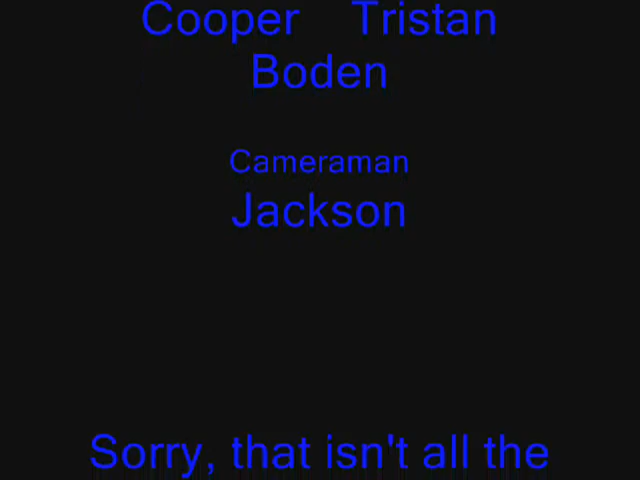 Cooper Tristan
Boden
Cameraman
Jackson
Sorry, that isn't all the